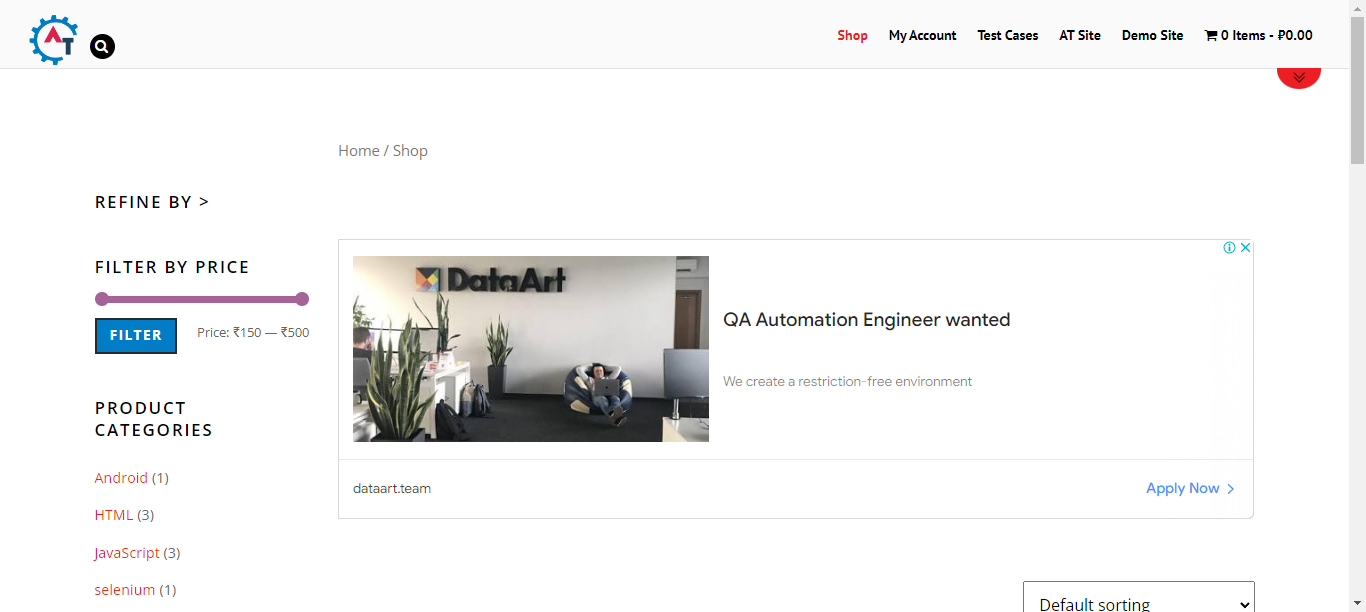 AT
Shop My Account Test Cases AT Site Demo Site 0 Items - ₽0.00
Home / Shop
REFINE BY >
FILTER BY PRICE
FILTER Price: ₹150 — ₹500
PRODUCT
CATEGORIES
Android (1)
HTML (3)
JavaScript (3)
selenium (1)
DataArt
QA Automation Engineer wanted
We create a restriction-free environment
dataart.team
Apply Now >
Default sorting